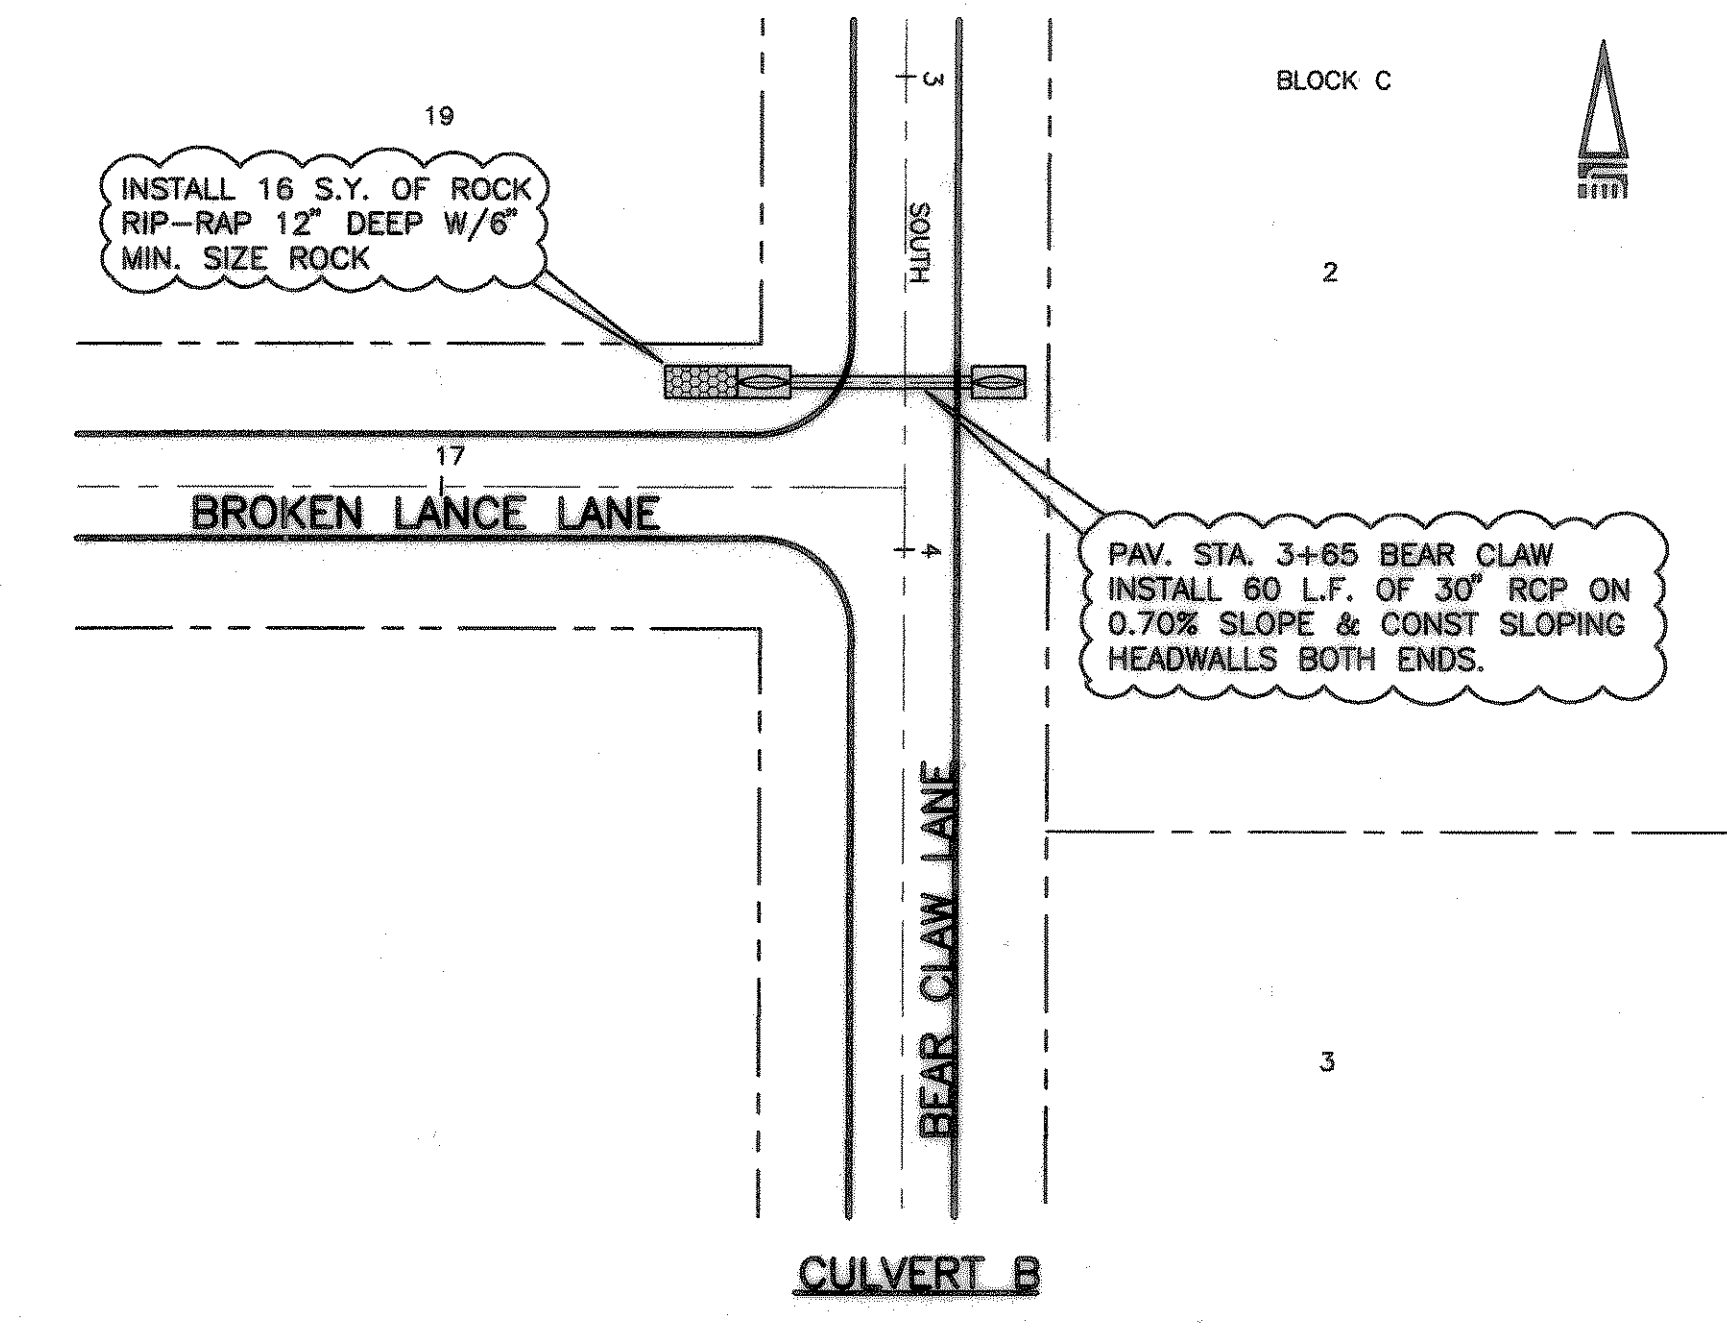 3
BLOCK C
19
INSTALL 16 S.Y. OF ROCK
RIP-RAP 12" DEEP W/6"
MIN. SIZE ROCK
SOUTH
2
17
BROKEN LANCE LANE
4
PAV. STA. 3+65 BEAR CLAW
INSTALL 60 L.F. OF 30" RCP ON
0.70% SLOPE & CONST SLOPING
HEADWALLS BOTH ENDS.
BEAR CLAW LANE
3
CULVERT B